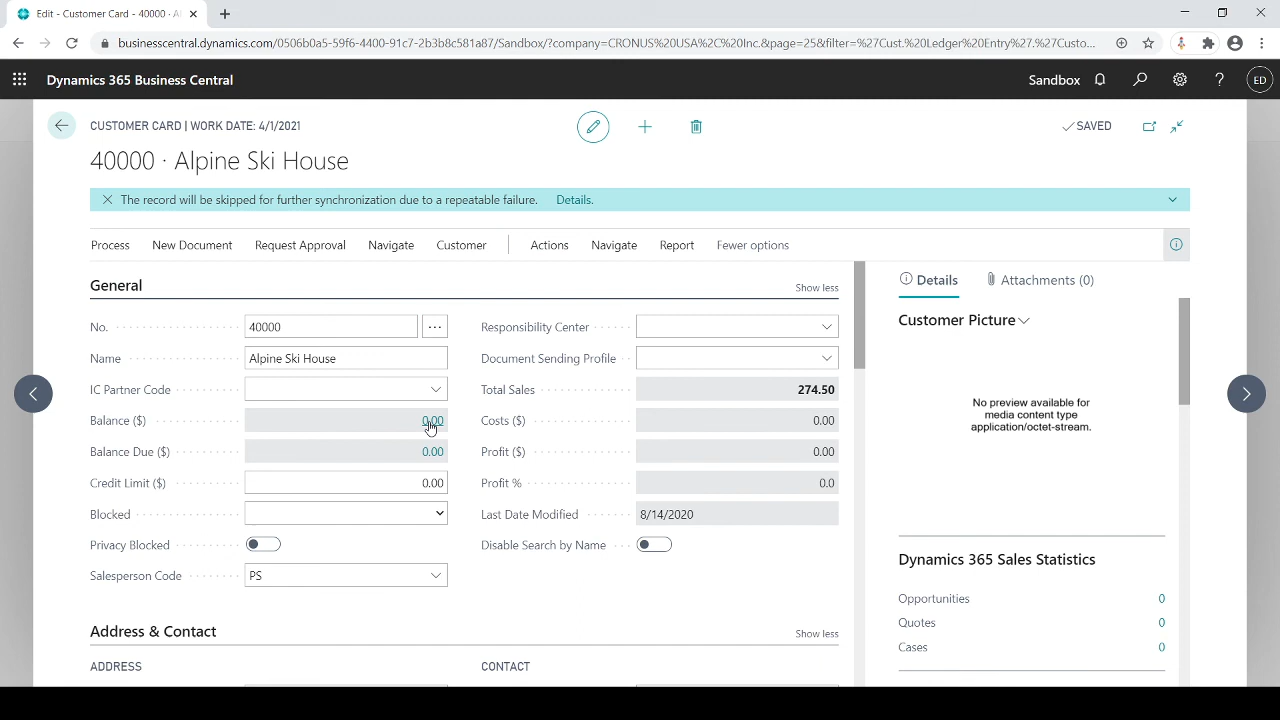 Edit - Customer Card - 40000 · A
businesscentral.dynamics.com/0506b0a5-59f6-4400-91c7-2b3b8c581a87/Sandbox/?company=CRONUS%20USA%2C%20Inc.&page=25&filter=%27Cust.%20Ledger%20Entry%27.%27Custo...
Dynamics 365 Business Central
Sandbox
?
ED
CUSTOMER CARD | WORK DATE: 4/1/2021
SAVED
40000 · Alpine Ski House
The record will be skipped for further synchronization due to a repeatable failure. Details.
Process New Document Request Approval Navigate Customer Actions Navigate Report Fewer options
General
Show less
No. 40000 ...
Name Alpine Ski House
IC Partner Code
Balance ($) 0.00
Balance Due ($) 0.00
Credit Limit ($) 0.00
Blocked
Privacy Blocked
Salesperson Code PS
Responsibility Center
Document Sending Profile
Total Sales 274.50
Costs ($) 0.00
Profit ($) 0.00
Profit % 0.0
Last Date Modified 8/14/2020
Disable Search by Name
Address & Contact
Show less
ADDRESS
CONTACT
Details Attachments (0)
Customer Picture
No preview available for
media content type
application/octet-stream.
Dynamics 365 Sales Statistics
Opportunities 0
Quotes 0
Cases 0